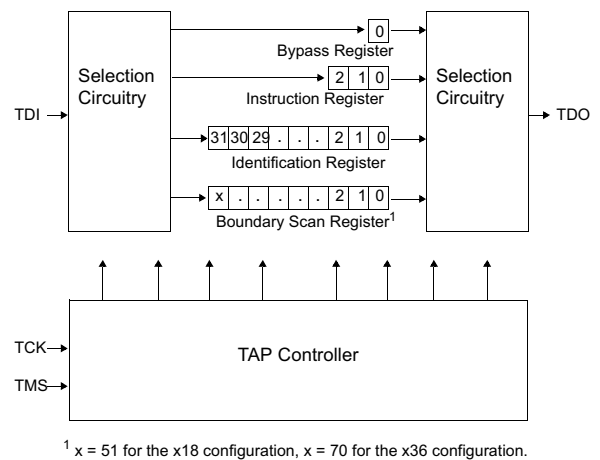 0
Bypass Register
Selection
Circuitry
2 1 0
Selection
Circuitry
Instruction Register
TDI
TDO
31 30 29 . . . 2 1 0
Identification Register
x . . . . . 2 1 0
Boundary Scan Register1
TCK
TAP Controller
TMS
1 x = 51 for the x18 configuration, x = 70 for the x36 configuration.